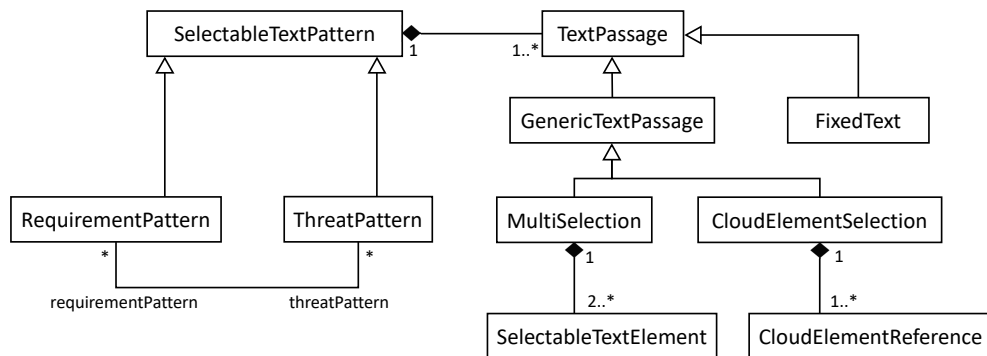 SelectableTextPattern
TextPassage
1
1..*
GenericTextPassage
FixedText
RequirementPattern
ThreatPattern
MultiSelection
CloudElementSelection
*
*
1
1
requirementPattern
threatPattern
2..*
1..*
SelectableTextElement
CloudElementReference